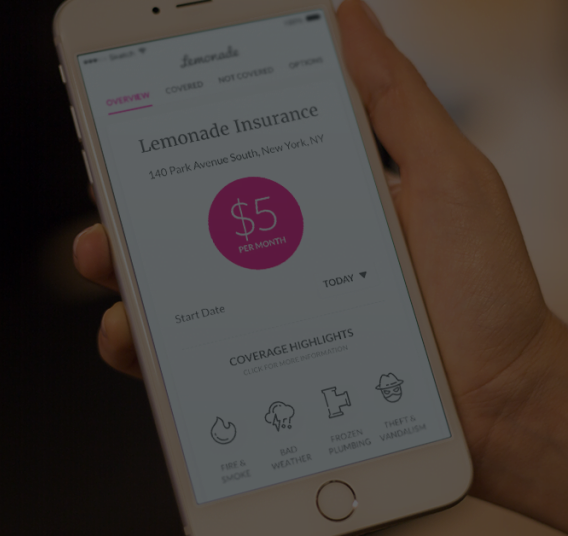 Lemonade
OVERVIEW COVERED NOT COVERED OPTIONS
Lemonade Insurance
140 Park Avenue South, New York, NY
$5
PER MONTH
Start Date TODAY
COVERAGE HIGHLIGHTS
CLICK FOR MORE INFORMATION
FIRE &
SMOKE
BAD
WEATHER
FROZEN
PLUMBING
THEFT &
VANDALISM